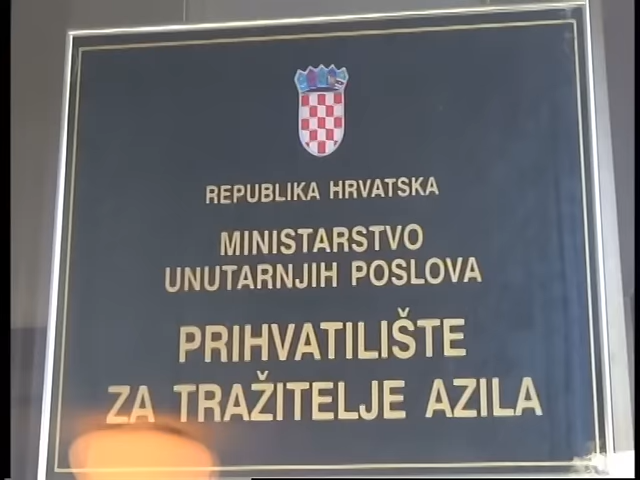 REPUBLIKA HRVATSKA
MINISTARSTVO
UNUTARNJIH POSLOVA
PRIHVATILIŠTE
ZA TRAŽITELJE AZILA